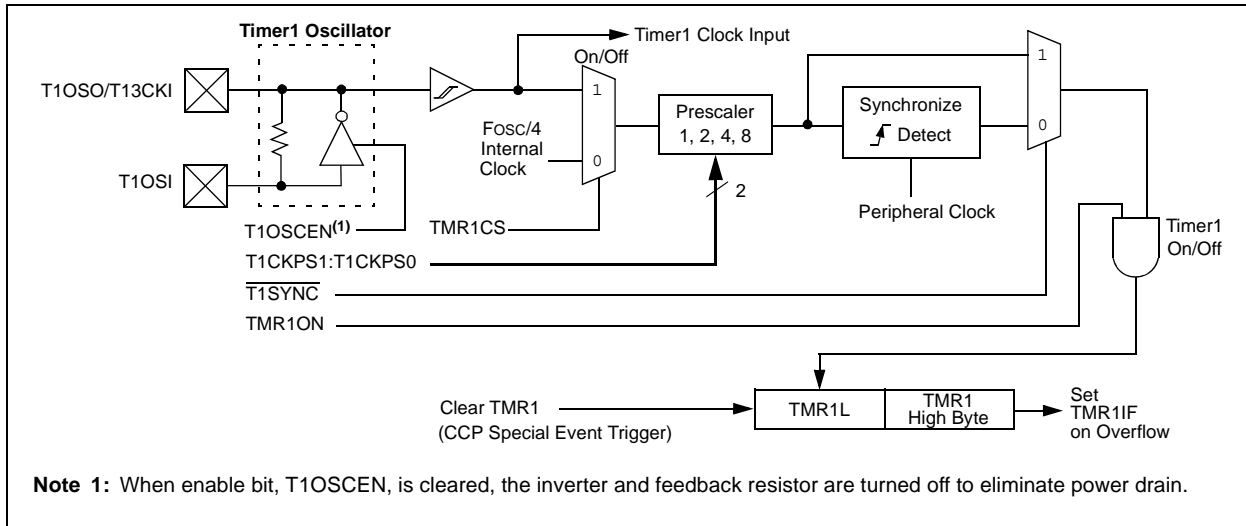 Timer1 Oscillator
Timer1 Clock Input
On/Off
T1OSO/T13CKI
1
1
Prescaler
1, 2, 4, 8
Synchronize
Detect
0
FOSC/4
Internal
Clock
0
T1OSI
2
Peripheral Clock
T1OSCEN(1)
TMR1CS
Timer1
On/Off
T1CKPS1:T1CKPS0
T1SYNC
TMR1ON
Clear TMR1
(CCP Special Event Trigger)
TMR1L
TMR1
High Byte
Set
TMR1IF
on Overflow
Note 1: When enable bit, T1OSCEN, is cleared, the inverter and feedback resistor are turned off to eliminate power drain.